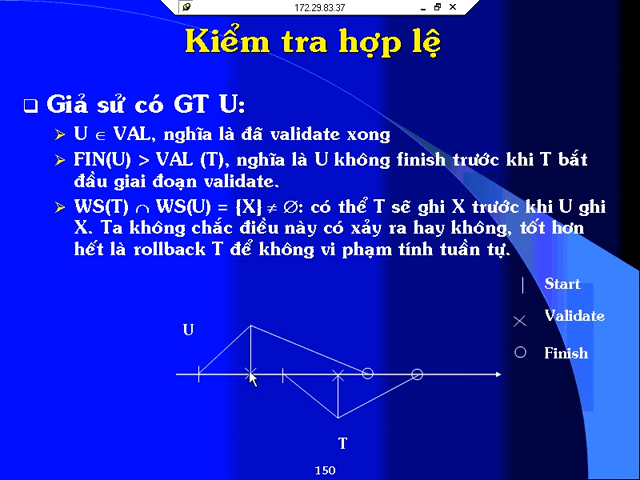 172.29.83.37
Kiểm tra hợp lệ
Giả sử có GT U:
U ∈ VAL, nghĩa là đã validate xong
FIN(U) > VAL (T), nghĩa là U không finish trước khi T bắt
đầu giai đoạn validate.
WS(T) ∩ WS(U) = {X} ≠ ∅: có thể T sẽ ghi X trước khi U ghi
X. Ta không chắc điều này có xảy ra hay không, tốt hơn
hết là rollback T để không vi phạm tính tuần tự.
Start
Validate
Finish
U
T
150